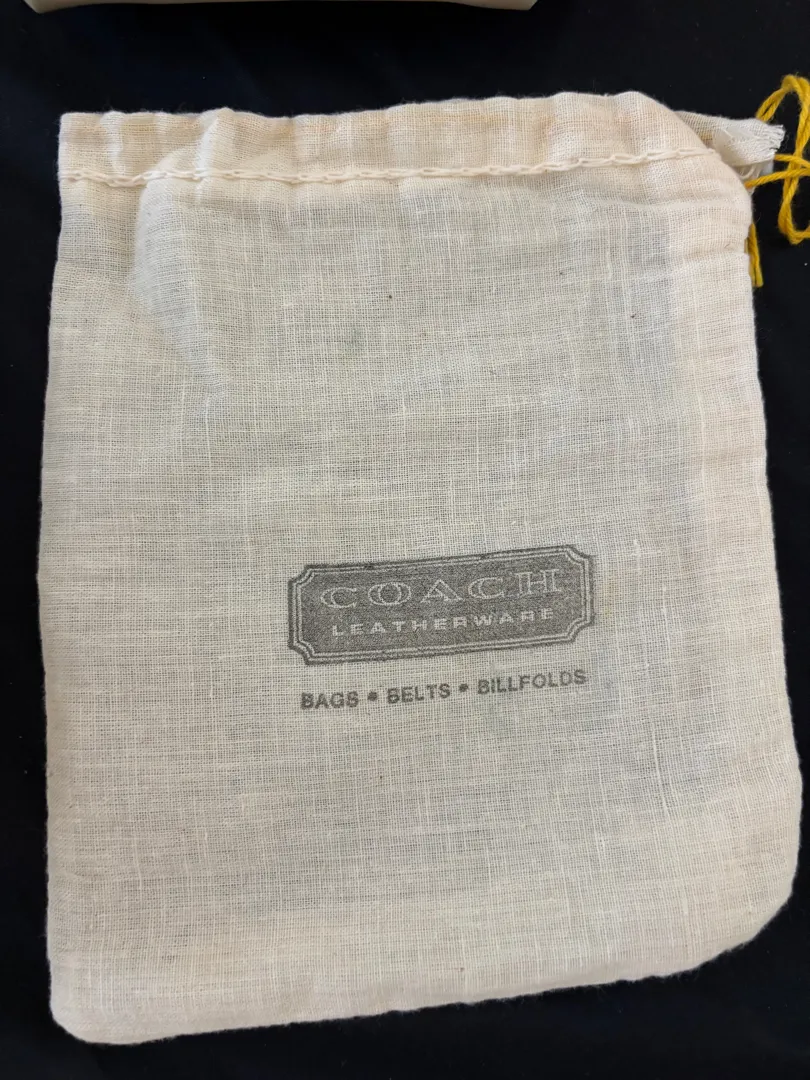 COACH
LEATHERWARE
BAGS • BELTS • BILLFOLDS